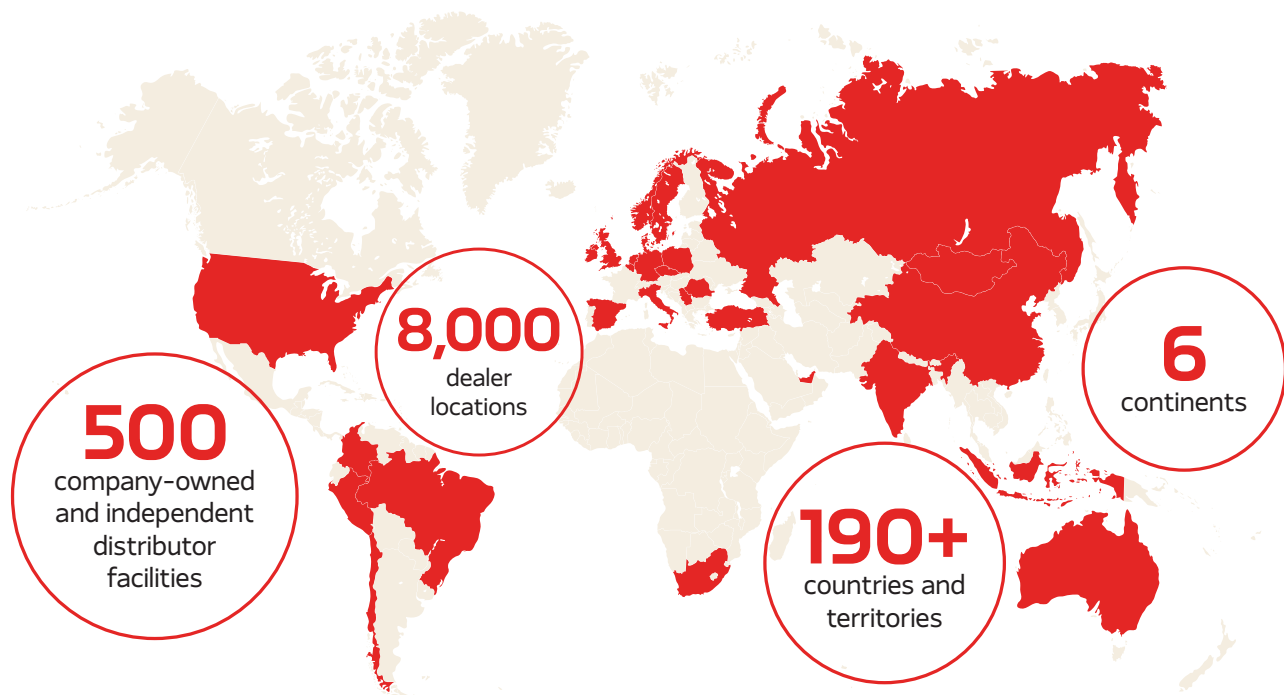 8,000
dealer
locations
6
continents
500
company-owned
and independent
distributor
facilities
190+
countries and
territories